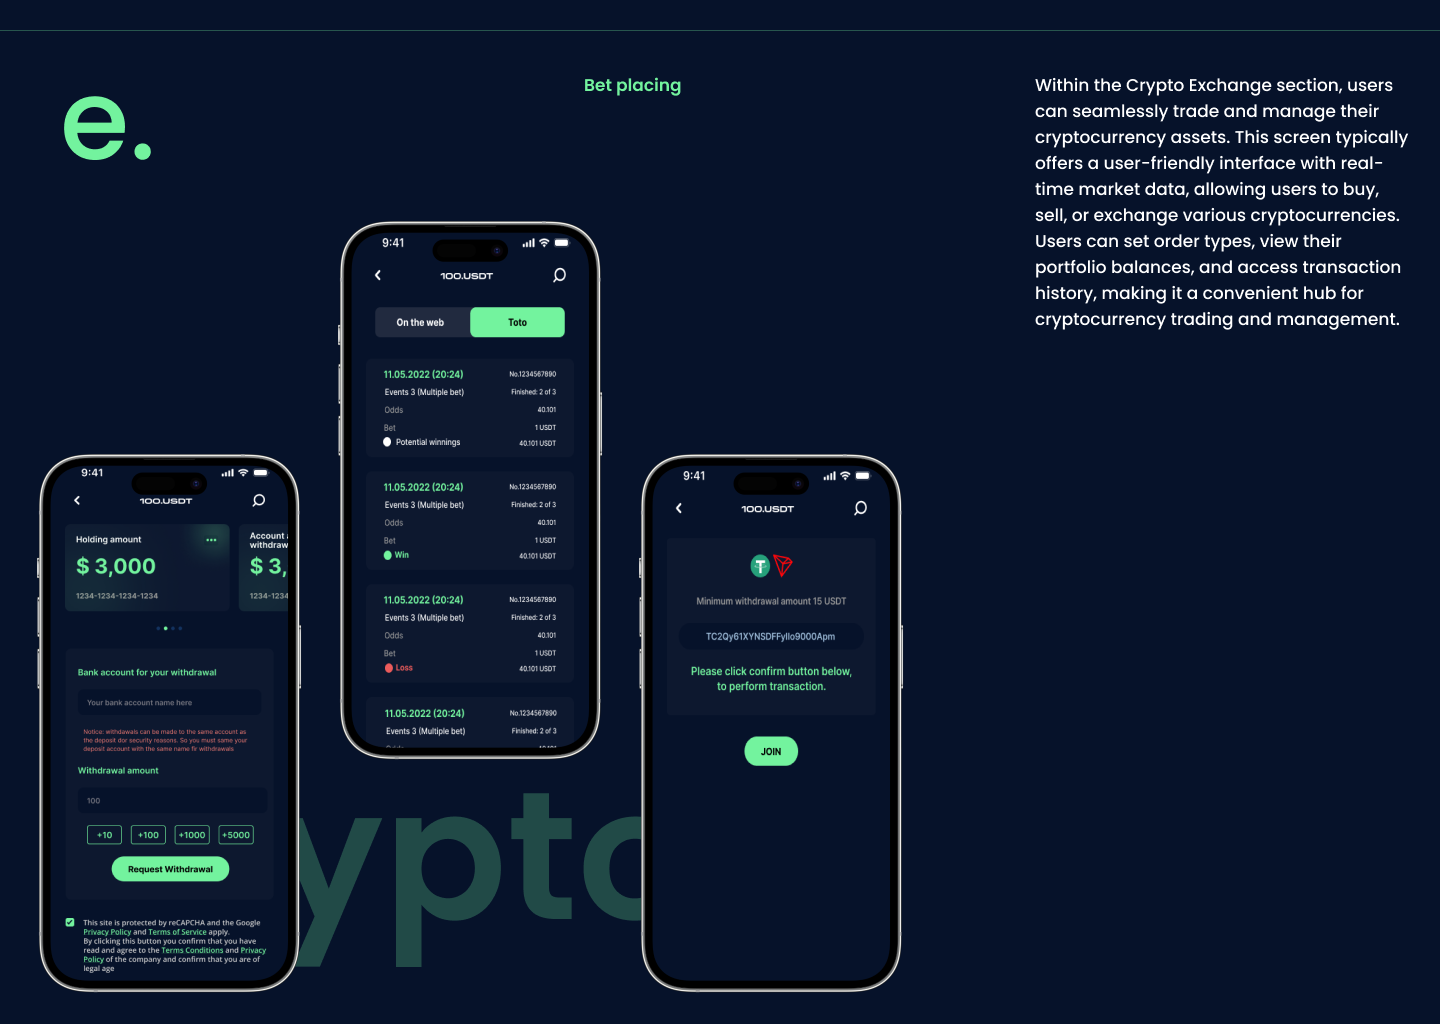 e.
Bet placing
Within the Crypto Exchange section, users
can seamlessly trade and manage their
cryptocurrency assets. This screen typically
offers a user-friendly interface with real-
time market data, allowing users to buy,
sell, or exchange various cryptocurrencies.
Users can set order types, view their
portfolio balances, and access transaction
history, making it a convenient hub for
cryptocurrency trading and management.
9:41
100.USDT
On the web Toto
11.05.2022 (20:24) No.1234567890
Events 3 (Multiple bet) Finished: 2 of 3
Odds 40.101
Bet 1 USDT
Potential winnings 40.101 USDT
11.05.2022 (20:24) No.1234567890
Events 3 (Multiple bet) Finished: 2 of 3
Odds 40.101
Bet 1 USDT
Win 40.101 USDT
11.05.2022 (20:24) No.1234567890
Events 3 (Multiple bet) Finished: 2 of 3
Odds 40.101
Bet 1 USDT
Loss 40.101 USDT
11.05.2022 (20:24) No.1234567890
Events 3 (Multiple bet) Finished: 2 of 3
9:41
100.USDT
Holding amount
$ 3,000
1234-1234-1234-1234
Account
withdraw
$ 3,
1234-123
Bank account for your withdrawal
Your bank account name here
Notice: withdawals can be made to the same account as
the deposit dor security reasons. So you must same your
deposit account with the same name fir withdrawals
Withdrawal amount
100
+10 +100 +1000 +5000
Request Withdrawal
This site is protected by reCAPCHA and the Google
Privacy Policy and Terms of Service apply.
By clicking this button you confirm that you have
read and agree to the Terms Conditions and Privacy
Policy of the company and confirm that you are of
legal age
ypto
9:41
100.USDT
Minimum withdrawal amount 15 USDT
TC2Qy61XYNSDFFyllo9000Apm
Please click confirm button below,
to perform transaction.
JOIN